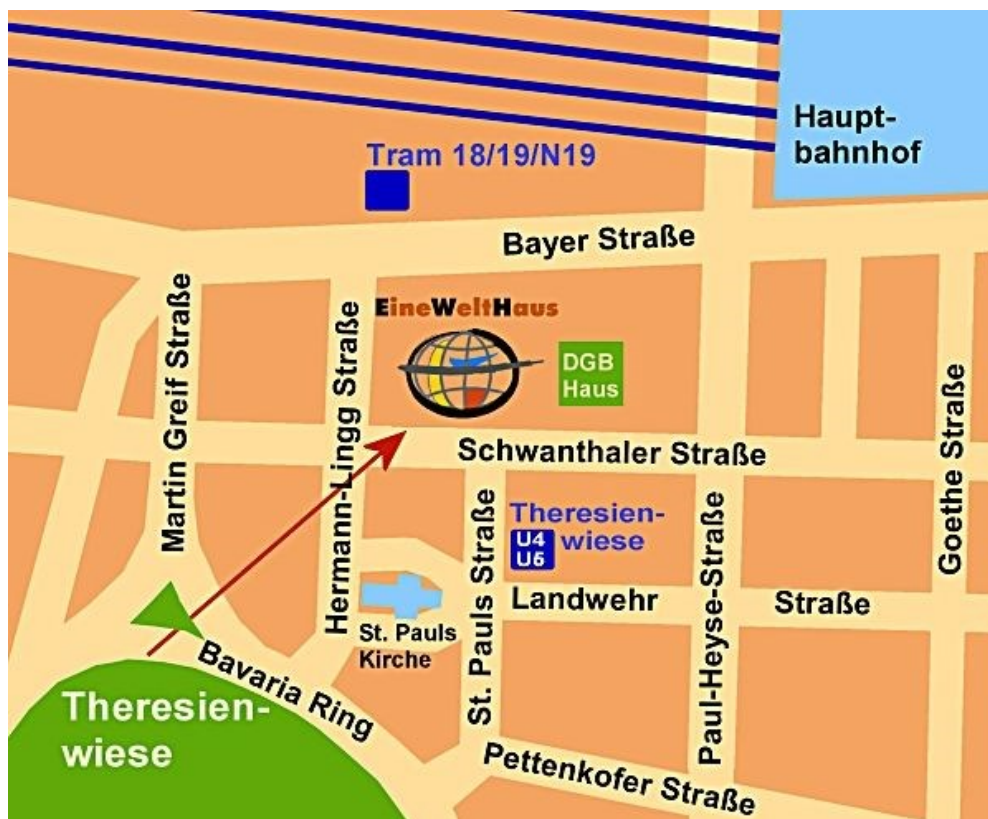 Haupt-
bahnhof
Tram 18/19/N19
Bayer Straße
Martin Greif Straße
Hermann-Lingg Straße
EineWeltHaus
DGB
Haus
Schwanthaler Straße
Goethe Straße
Theresien-
wiese
U4
U5
St. Pauls Straße
Paul-Heyse-Straße
Landwehr Straße
St. Pauls
Kirche
Bavaria Ring
Theresien-
wiese
Pettenkofer Straße